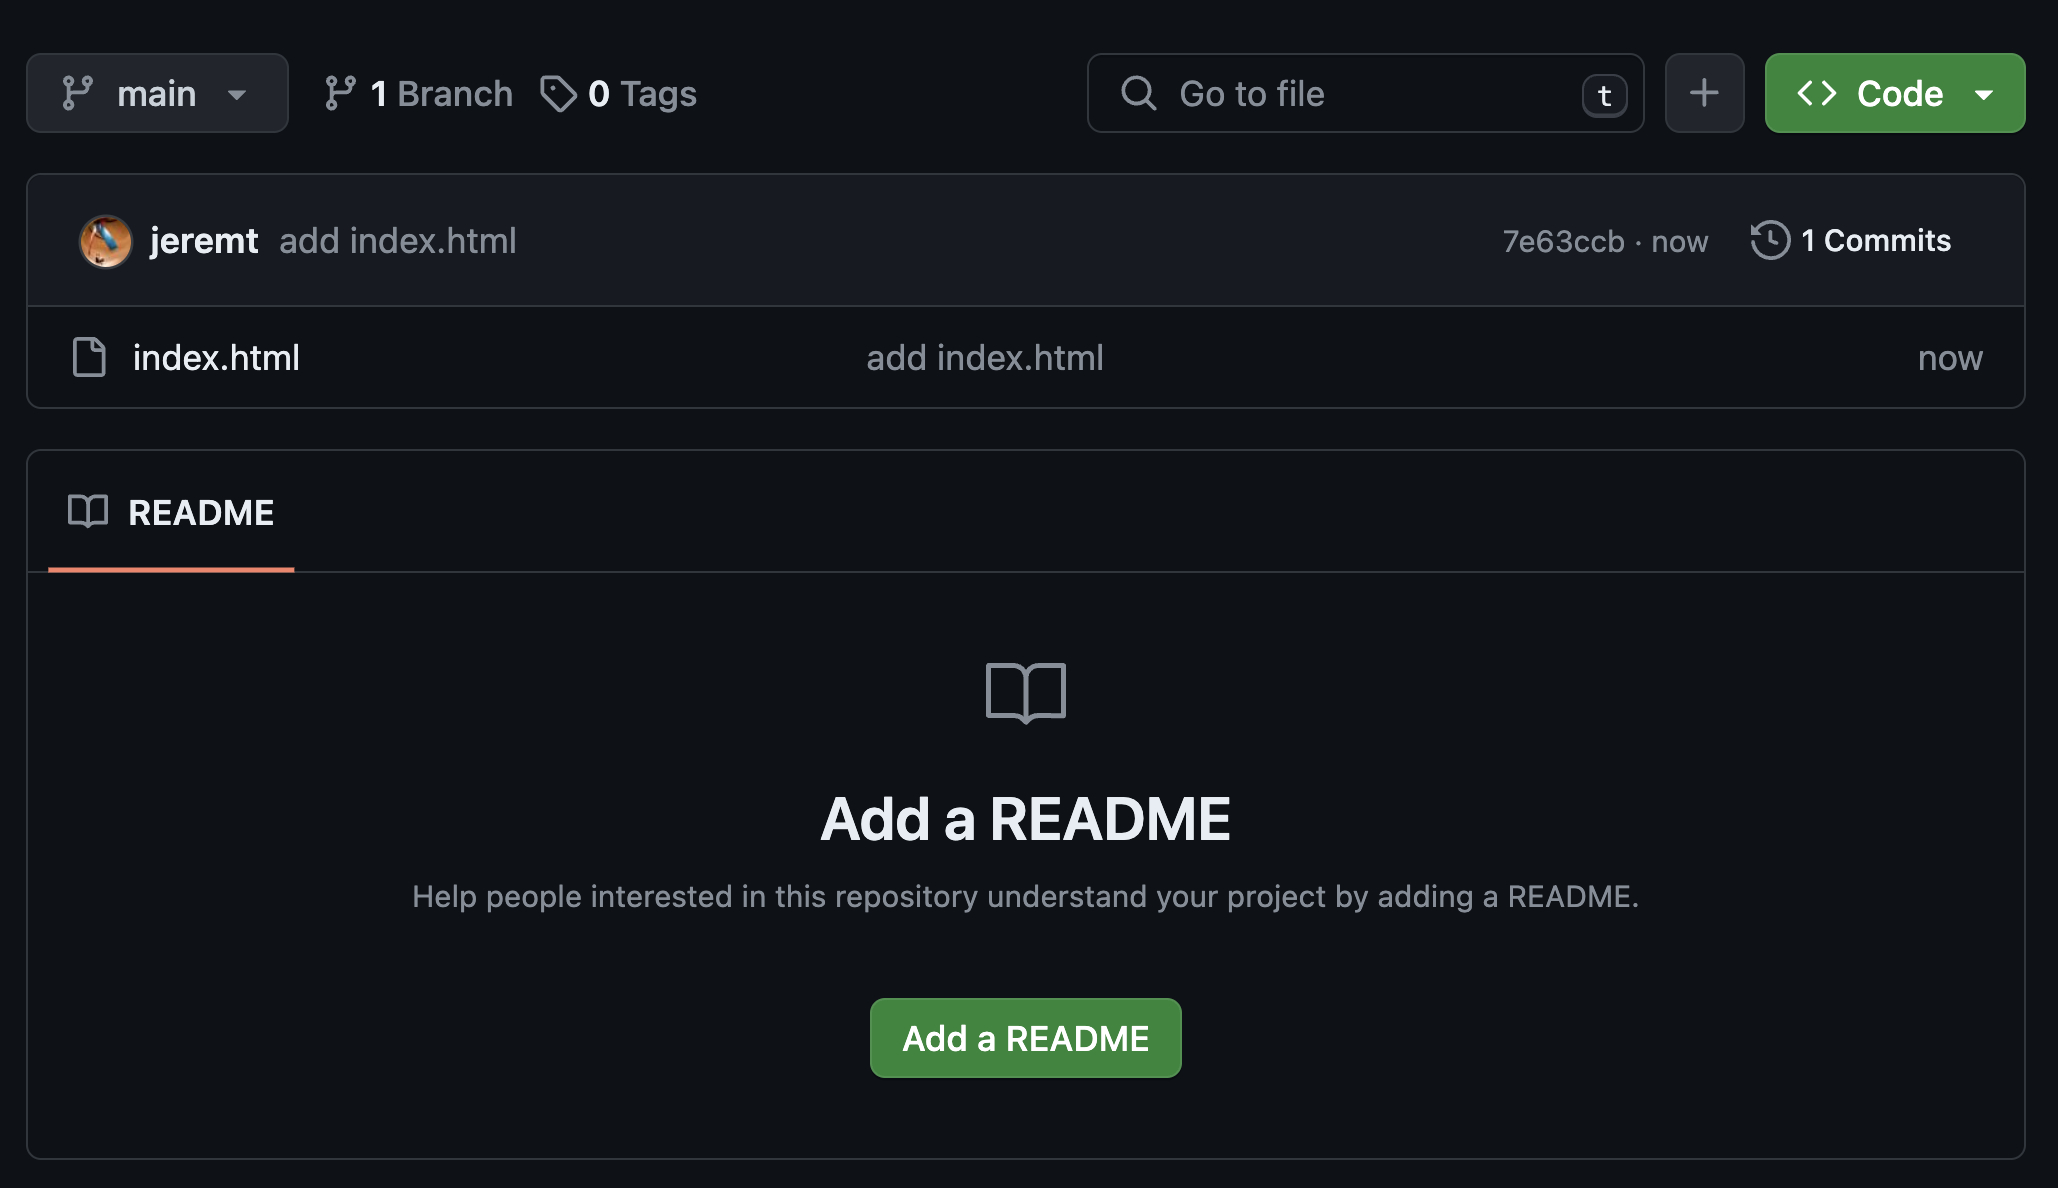 main 1 Branch 0 Tags Go to file t Code
jeremt add index.html 7e63ccb · now 1 Commits
index.html add index.html now
README
Add a README
Help people interested in this repository understand your project by adding a README.
Add a README